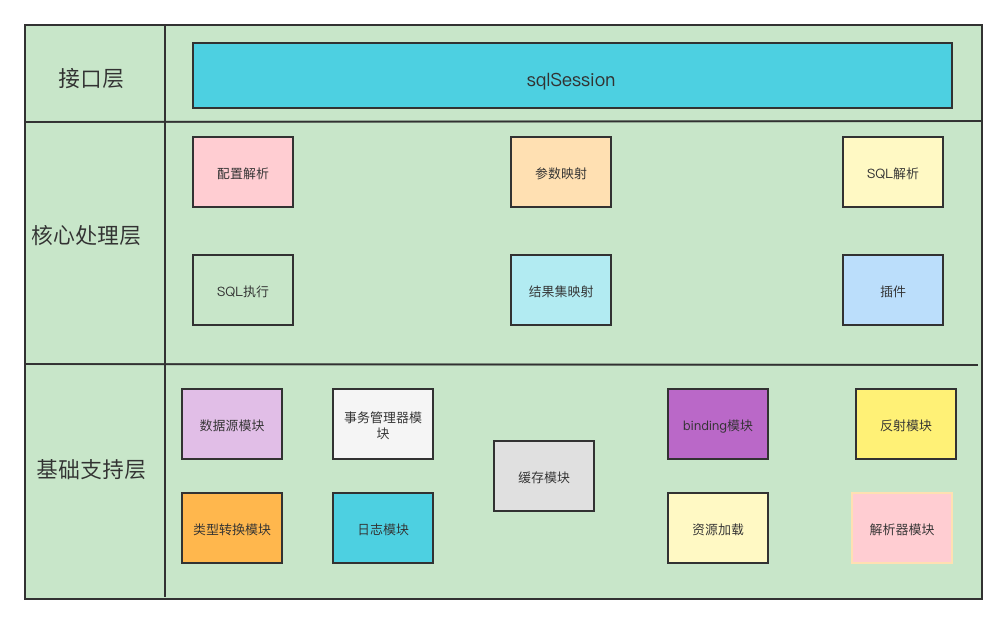 接口层
sqlSession
核心处理层
配置解析
参数映射
SQL解析
SQL执行
结果集映射
插件
基础支持层
数据源模块
事务管理器模
块
缓存模块
binding模块
反射模块
类型转换模块
日志模块
资源加载
解析器模块